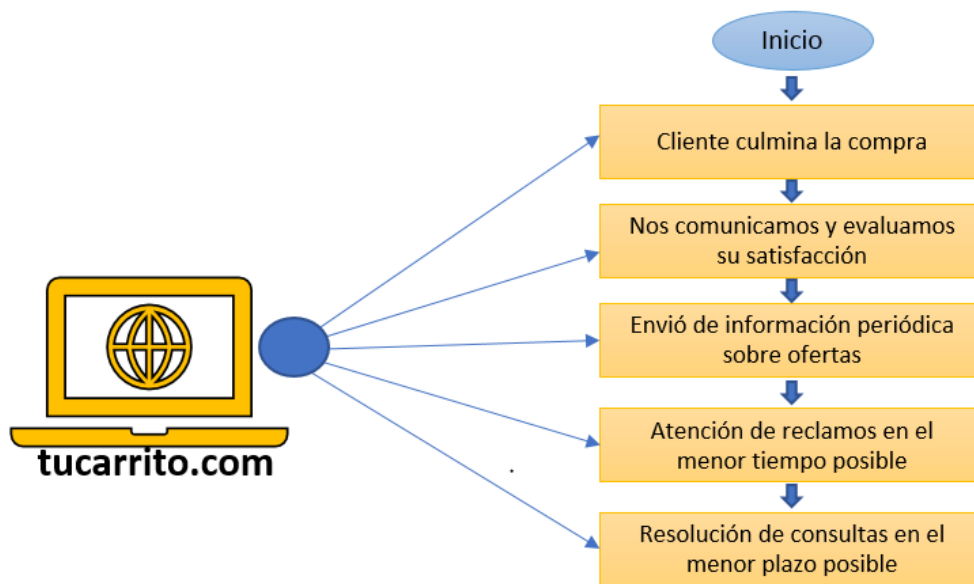 Inicio
Cliente culmina la compra
Nos comunicamos y evaluamos
su satisfacción
Envió de información periódica
sobre ofertas
Atención de reclamos en el
menor tiempo posible
Resolución de consultas en el
menor plazo posible
tucarrito.com